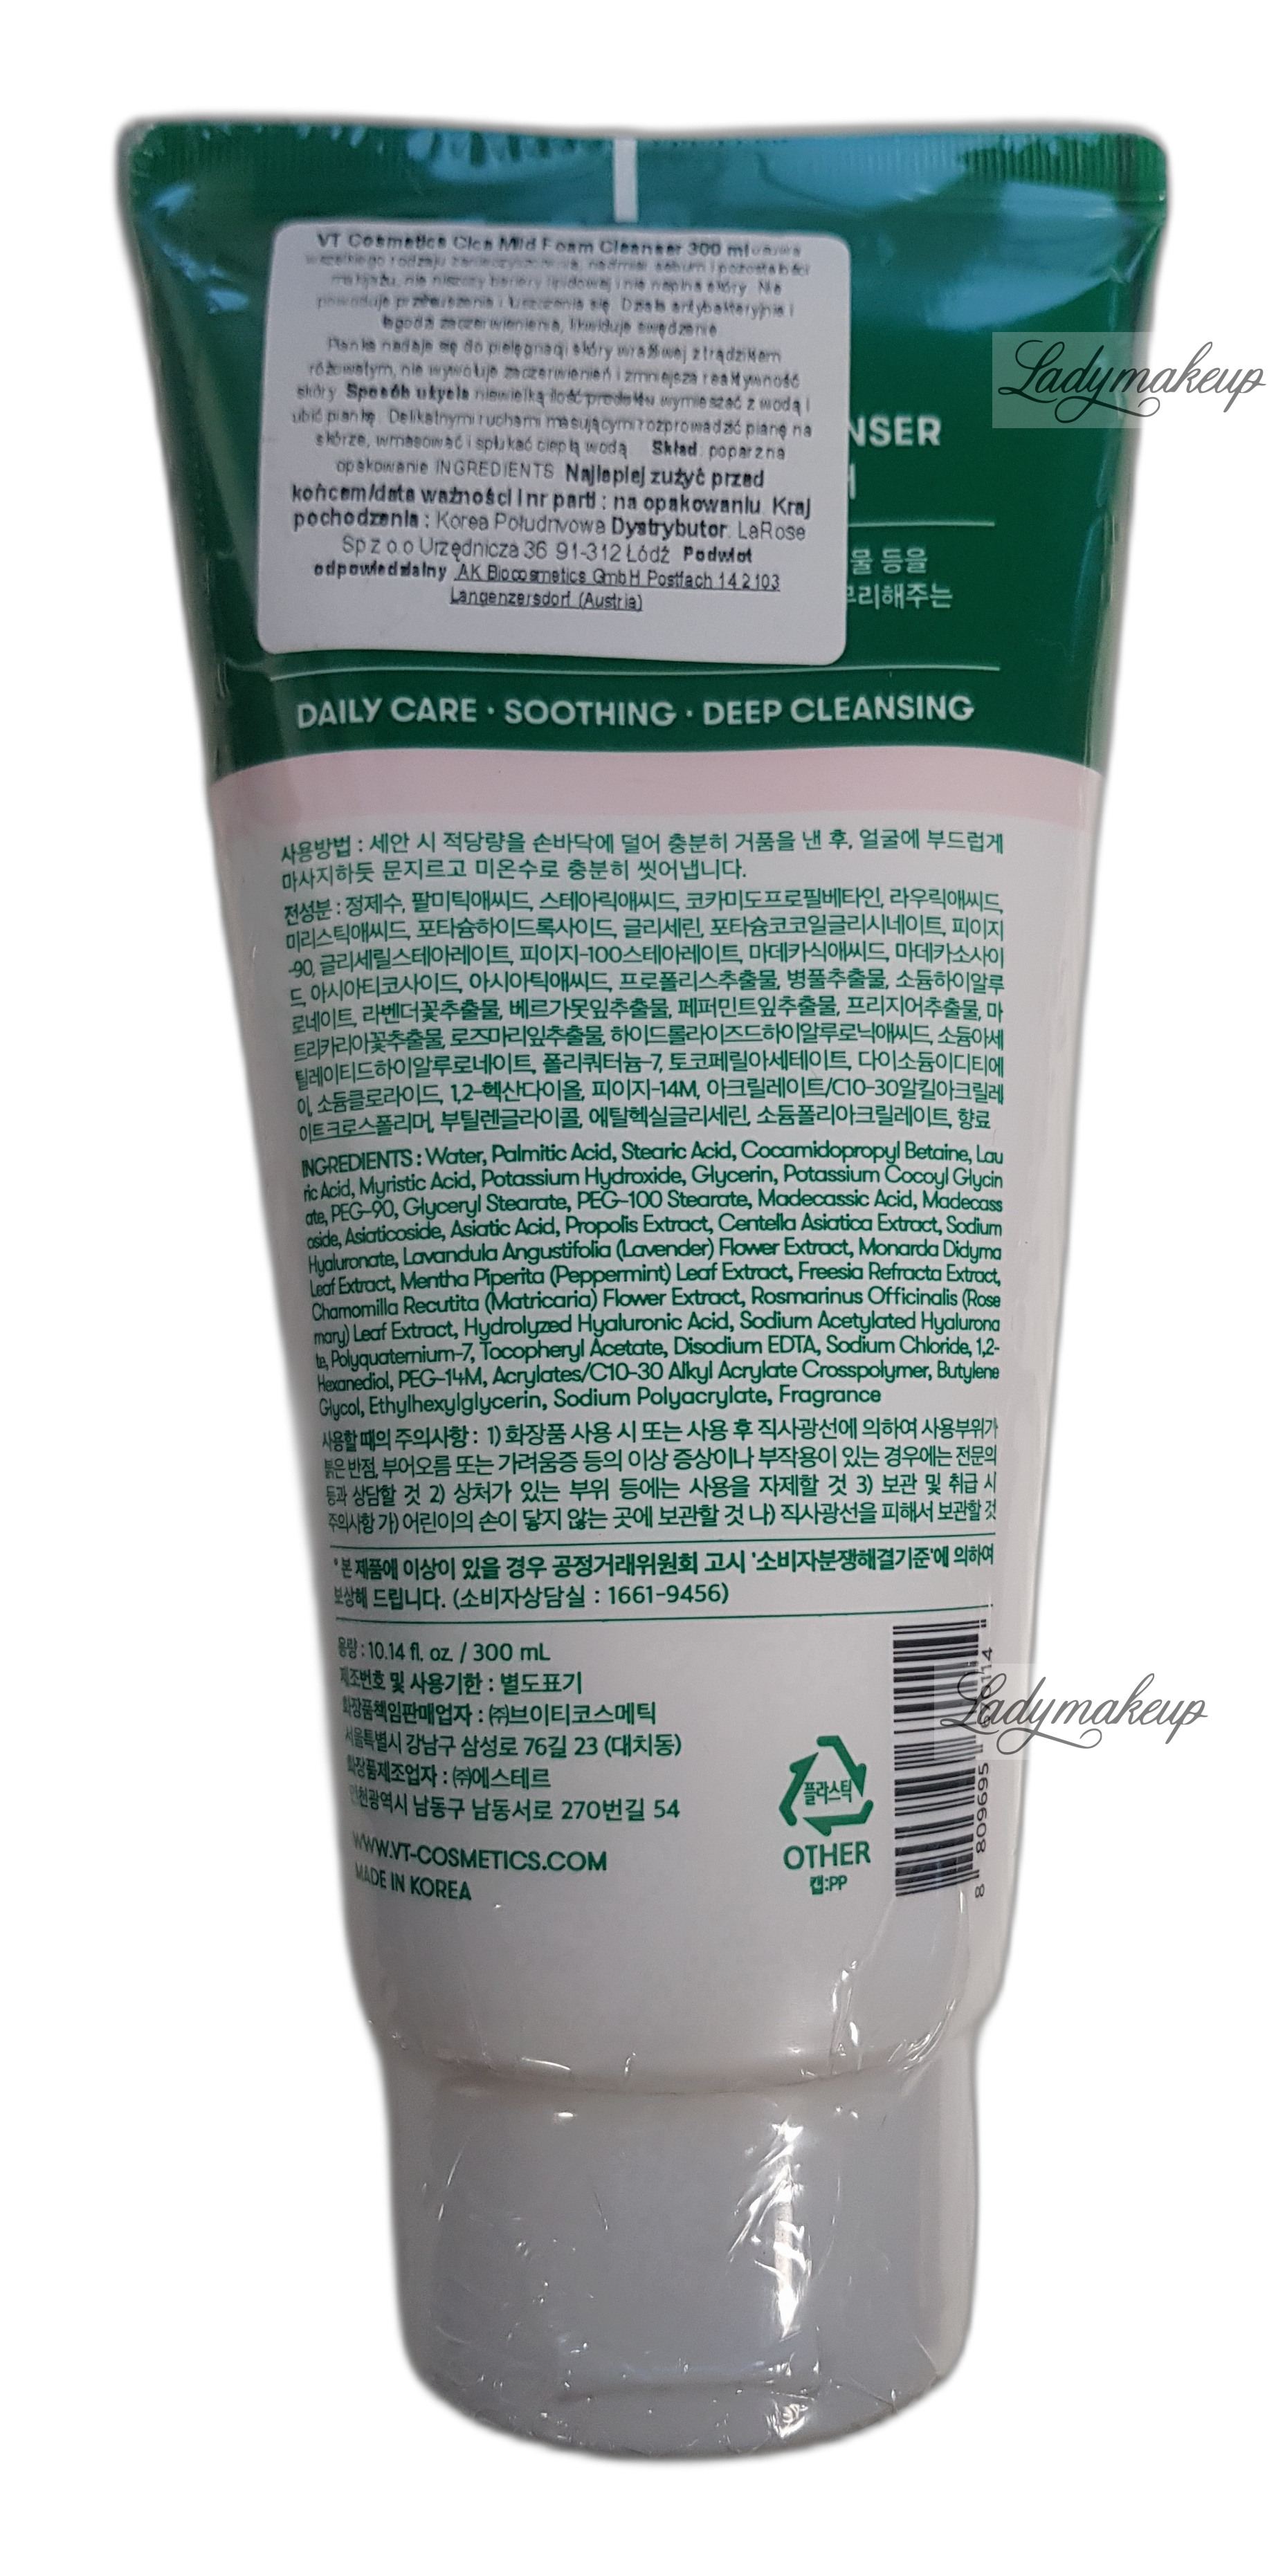 VT Cosmetics Cica Mild Foam Cleanser 300 ml usuwa
wszelkiego rodzaju zanieczyszczenia, nadmiar sebum i pozostałości
makijażu, nie niszczy bariery lipidowej i nie napina skóry. Nie
powoduje przesuszenia i łuszczenia się. Działa antybakteryjnie i
łagodzi zaczerwienienia, likwiduje swędzenie
Pianka nadaje się do pielęgnacji skóry wrażliwej z trądzikiem
różowatym, nie wywołuje zaczerwienień i zmniejsza reaktywność
skóry. Sposób użycia niewielką ilość produktu wymieszać z wodą i
ubić piankę. Delikatnymi ruchami masującymi rozprowadzić pianę na
skórze, wmasować i spłukać ciepłą wodą. Skład: poparz na
opakowanie INGREDIENTS Najlepiej zużyć przed
końcem/data ważności i nr parti : na opakowaniu. Kraj
pochodzenia : Korea Południowa Dystrybutor: LaRose
Sp z o.o Urzędnicza 36 91-312 Łódź Podmiot
odpowiedzialny AK Biocosmetics GmbH Postfach 14 2103
Langenzersdorf (Austria)
Ladymakeup
NSER
물 등을
해주는
DAILY CARE · SOOTHING · DEEP CLEANSING
사용방법 : 세안 시 적당량을 손바닥에 덜어 충분히 거품을 낸 후, 얼굴에 부드럽게
마사지하듯 문지르고 미온수로 충분히 씻어냅니다.
전성분 : 정제수, 팔미틱애씨드, 스테아릭애씨드, 코카미도프로필베타인, 라우릭애씨드,
미리스틱애씨드, 포타슘하이드록사이드, 글리세린, 포타슘코코일글리시네이트, 피이지
-90, 글리세릴스테아레이트, 피이지-100스테아레이트, 마데카식애씨드, 마데카소사이
드, 아시아티코사이드, 아시아틱애씨드, 프로폴리스추출물, 병풀추출물, 소듐하이알루
로네이트, 라벤더꽃추출물, 베르가못잎추출물, 페퍼민트잎추출물, 프리지어추출물, 마
트리카리아꽃추출물, 로즈마리잎추출물, 하이드롤라이즈드하이알루로닉애씨드, 소듐아세
틸레이티드하이알루로네이트, 폴리쿼터늄-7, 토코페릴아세테이트, 다이소듐이디티에
이, 소듐클로라이드, 1,2-헥산다이올, 피이지-14M, 아크릴레이트/C10-30알킬아크릴레
이트크로스폴리머, 부틸렌글라이콜, 에틸헥실글리세린, 소듐폴리아크릴레이트, 향료
INGREDIENTS : Water, Palmitic Acid, Stearic Acid, Cocamidopropyl Betaine, Lau
ric Acid, Myristic Acid, Potassium Hydroxide, Glycerin, Potassium Cocoyl Glycin
ate, PEG-90, Glyceryl Stearate, PEG-100 Stearate, Madecassic Acid, Madecass
oside, Asiaticoside, Asiatic Acid, Propolis Extract, Centella Asiatica Extract, Sodium
Hyaluronate, Lavandula Angustifolia (Lavender) Flower Extract, Monarda Didyma
Leaf Extract, Mentha Piperita (Peppermint) Leaf Extract, Freesia Refracta Extract,
Chamomilla Recutita (Matricaria) Flower Extract, Rosmarinus Officinalis (Rose
mary) Leaf Extract, Hydrolyzed Hyaluronic Acid, Sodium Acetylated Hyalurona
te, Polyquaternium-7, Tocopheryl Acetate, Disodium EDTA, Sodium Chloride, 1,2-
Hexanediol, PEG-14M, Acrylates/C10-30 Alkyl Acrylate Crosspolymer, Butylene
Glycol, Ethylhexylglycerin, Sodium Polyacrylate, Fragrance
사용할 때의 주의사항 : 1) 화장품 사용 시 또는 사용 후 직사광선에 의하여 사용부위가
붉은 반점, 부어오름 또는 가려움증 등의 이상 증상이나 부작용이 있는 경우에는 전문의
등과 상담할 것 2) 상처가 있는 부위 등에는 사용을 자제할 것 3) 보관 및 취급 시
주의사항 가) 어린이의 손이 닿지 않는 곳에 보관할 것 나) 직사광선을 피해서 보관할 것
* 본 제품에 이상이 있을 경우 공정거래위원회 고시 '소비자분쟁해결기준'에 의하여
보상해 드립니다. (소비자상담실 : 1661-9456)
용량 : 10.14 fl. oz. / 300 mL
제조번호 및 사용기한 : 별도표기
화장품책임판매업자 : ㈜브이티코스메틱
서울특별시 강남구 삼성로 76길 23 (대치동)
화장품제조업자 : ㈜에스테르
인천광역시 남동구 남동서로 270번길 54
WWW.VT-COSMETICS.COM
MADE IN KOREA
플라스틱
OTHER
캡:PP
8 809695
Ladymakeup